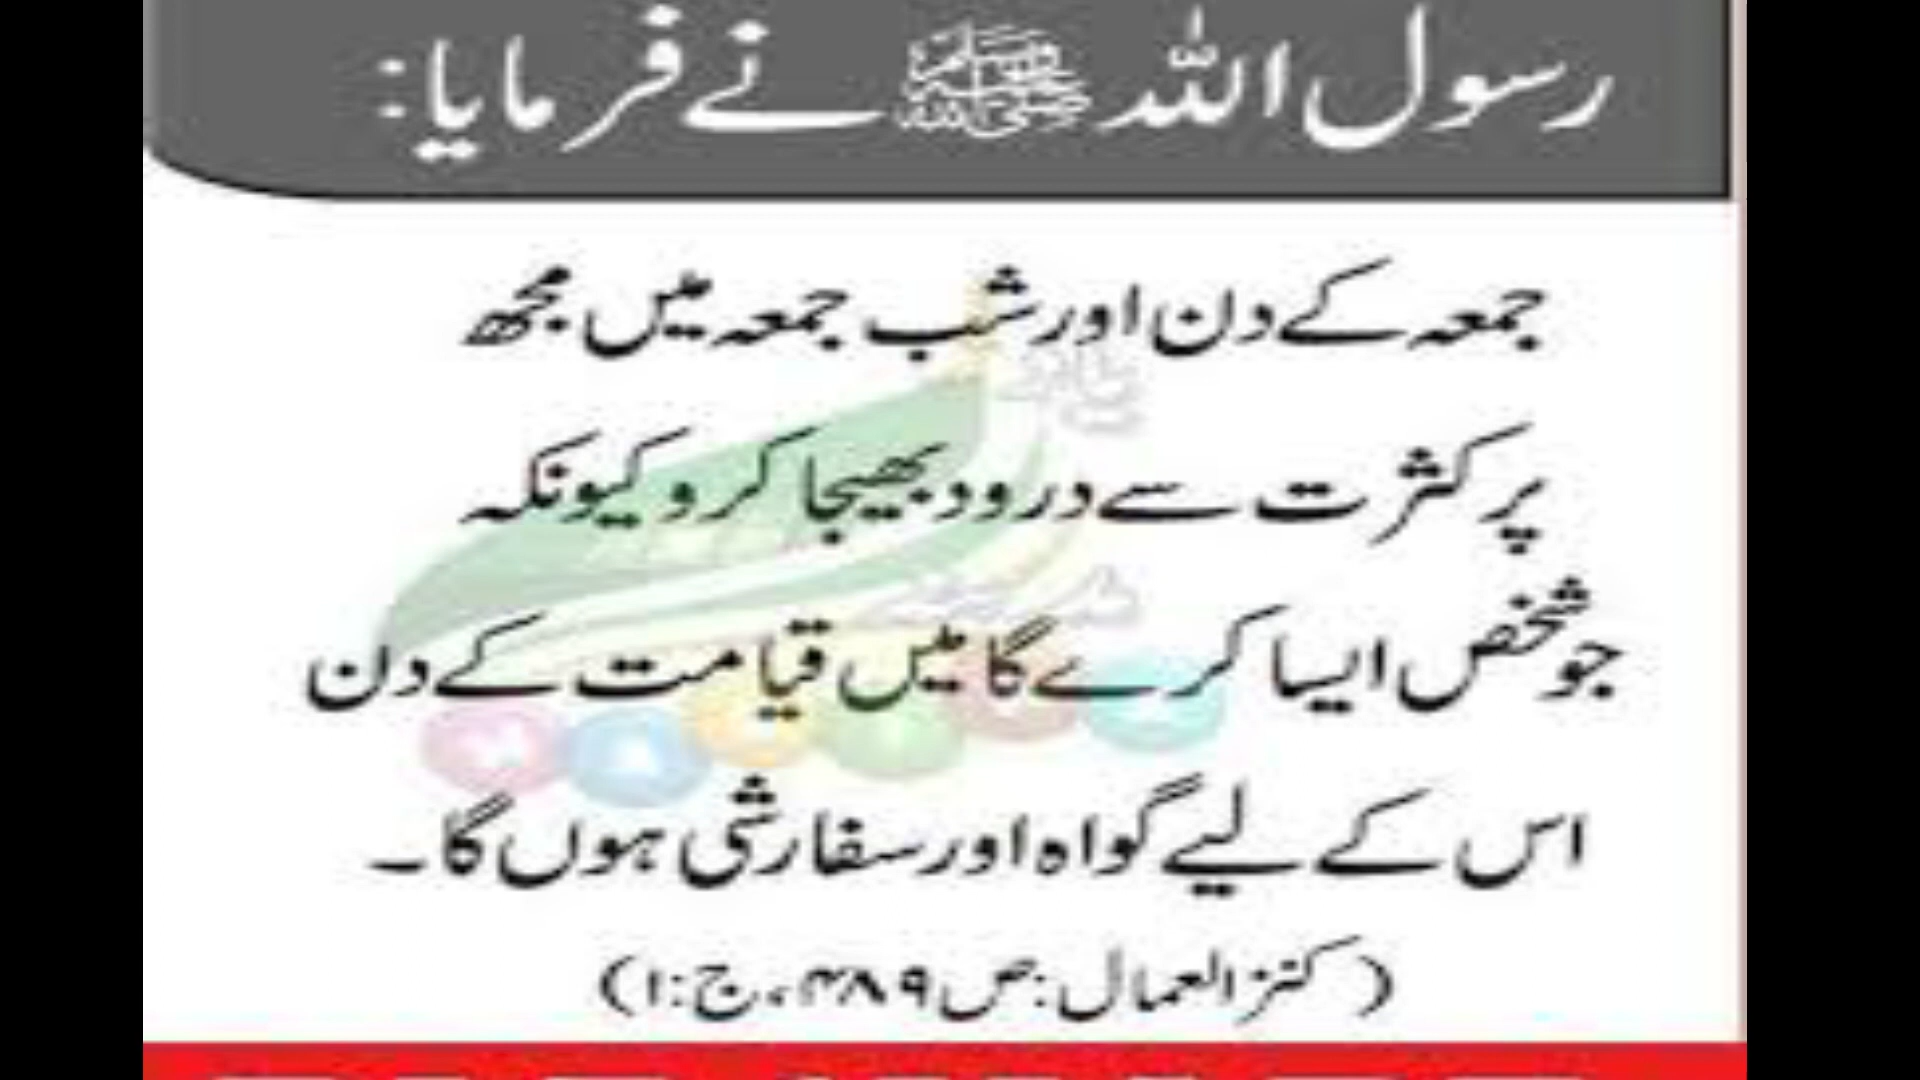 رسول اللہ ﷺ نے فرمایا:
جمعہ کے دن اور شب جمعہ میں مجھ
پر کثرت سے درود بھیجا کرو کیونکہ
جو شخص ایسا کرے گا میں قیامت کے دن
اس کے لیے گواہ اور سفارشی ہوں گا۔
(کنز العمال: ص ۴۸۹، ج: ۱)